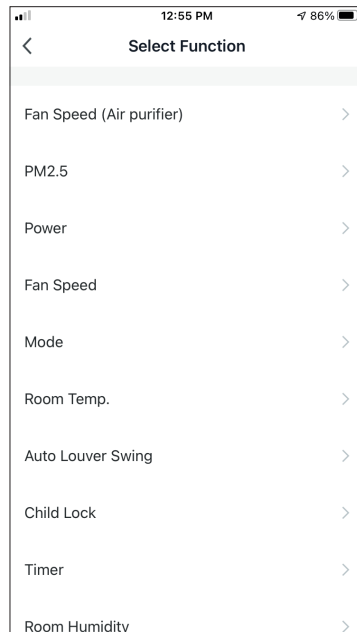 12:55 PM
86%
Select Function
Fan Speed (Air purifier)
PM2.5
Power
Fan Speed
Mode
Room Temp.
Auto Louver Swing
Child Lock
Timer
Room Humidity